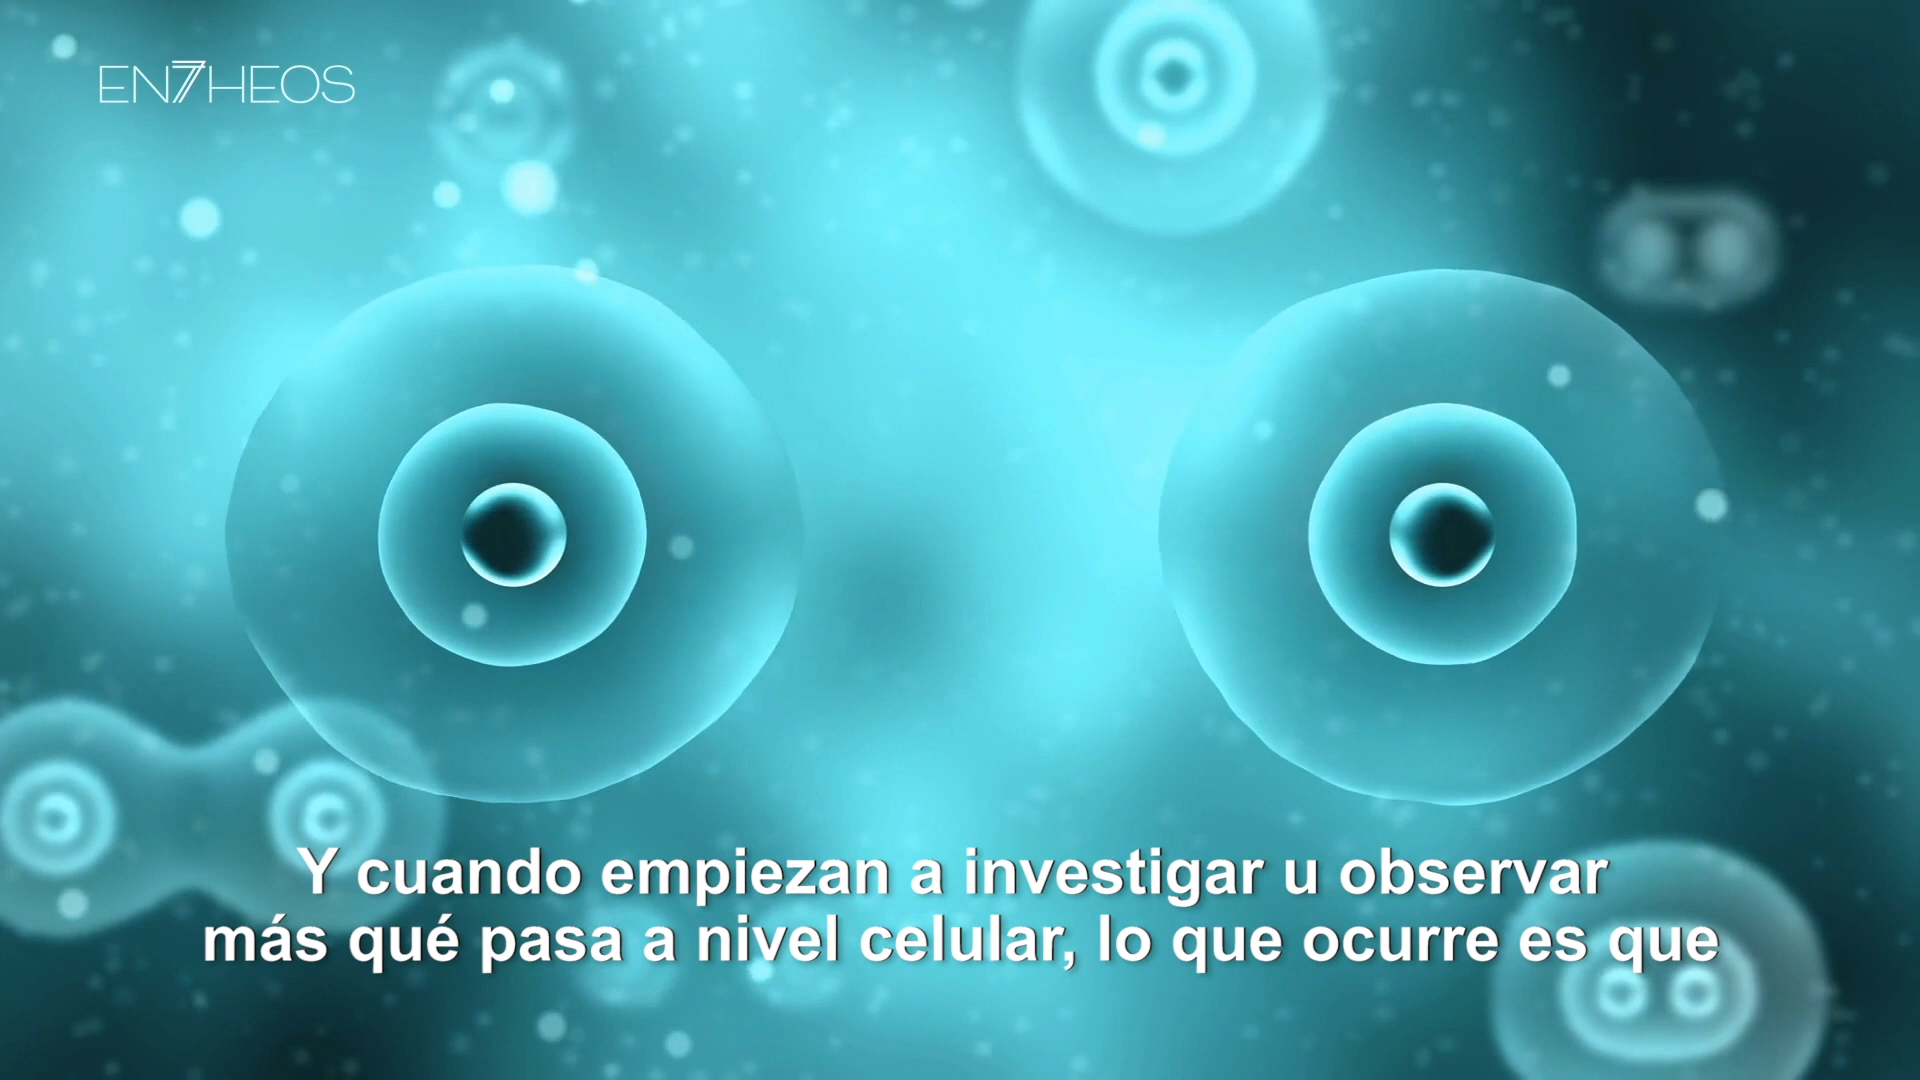 EN7HEOS
Y cuando empiezan a investigar u observar
más qué pasa a nivel celular, lo que ocurre es que